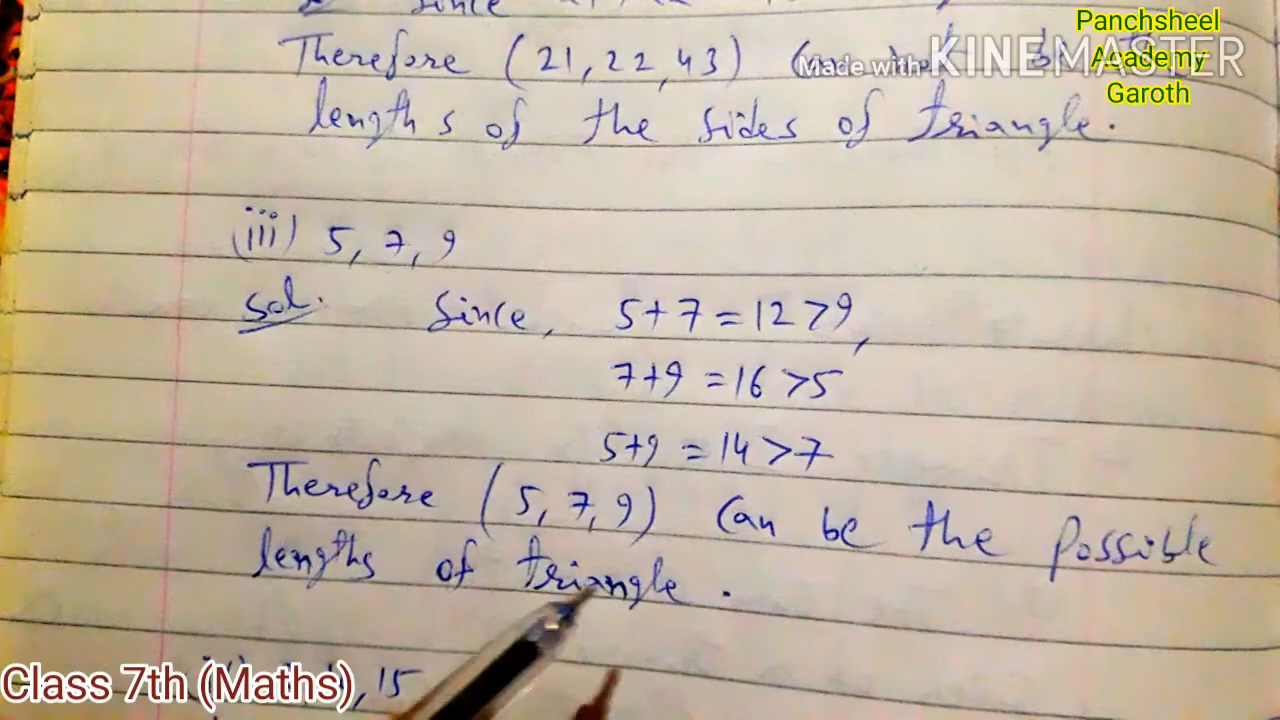 Since
Therefore (21, 22, 43) Can
lengths of the sides of triangle.
(iii) 5, 7, 9
Sol. Since, 5+7=12>9,
7+9=16>5
5+9=14>7
Therefore (5, 7, 9) Can be the possible
lengths of triangle.
, 15
Panchsheel
Academy
Garoth
Made with KINEMASTER
Class 7th (Maths)